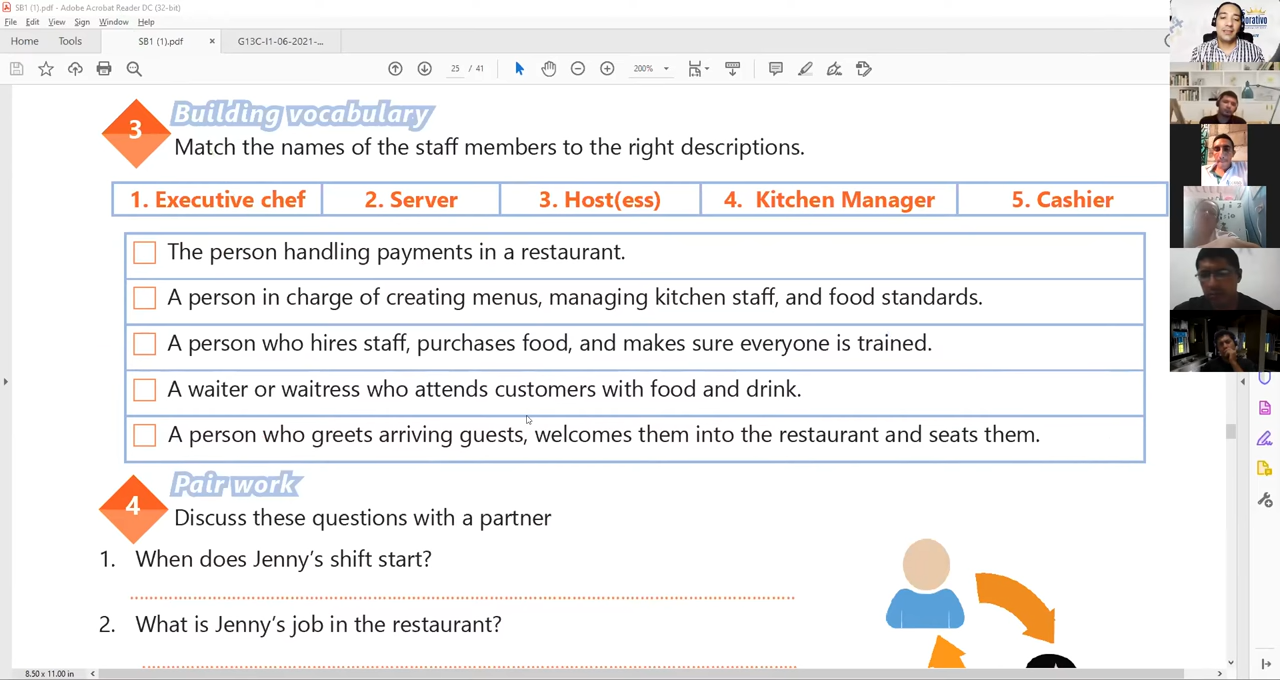 SB1 (1).pdf - Adobe Acrobat Reader DC (32-bit)
File Edit View Sign Window Help
Home Tools SB1 (1).pdf × G13C-I1-06-2021-...
25 / 41 200%
3 Building vocabulary
Match the names of the staff members to the right descriptions.
1. Executive chef 2. Server 3. Host(ess) 4. Kitchen Manager 5. Cashier
The person handling payments in a restaurant.
A person in charge of creating menus, managing kitchen staff, and food standards.
A person who hires staff, purchases food, and makes sure everyone is trained.
A waiter or waitress who attends customers with food and drink.
A person who greets arriving guests, welcomes them into the restaurant and seats them.
4 Pair work
Discuss these questions with a partner
1. When does Jenny's shift start?
2. What is Jenny's job in the restaurant?
8.50 x 11.00 in